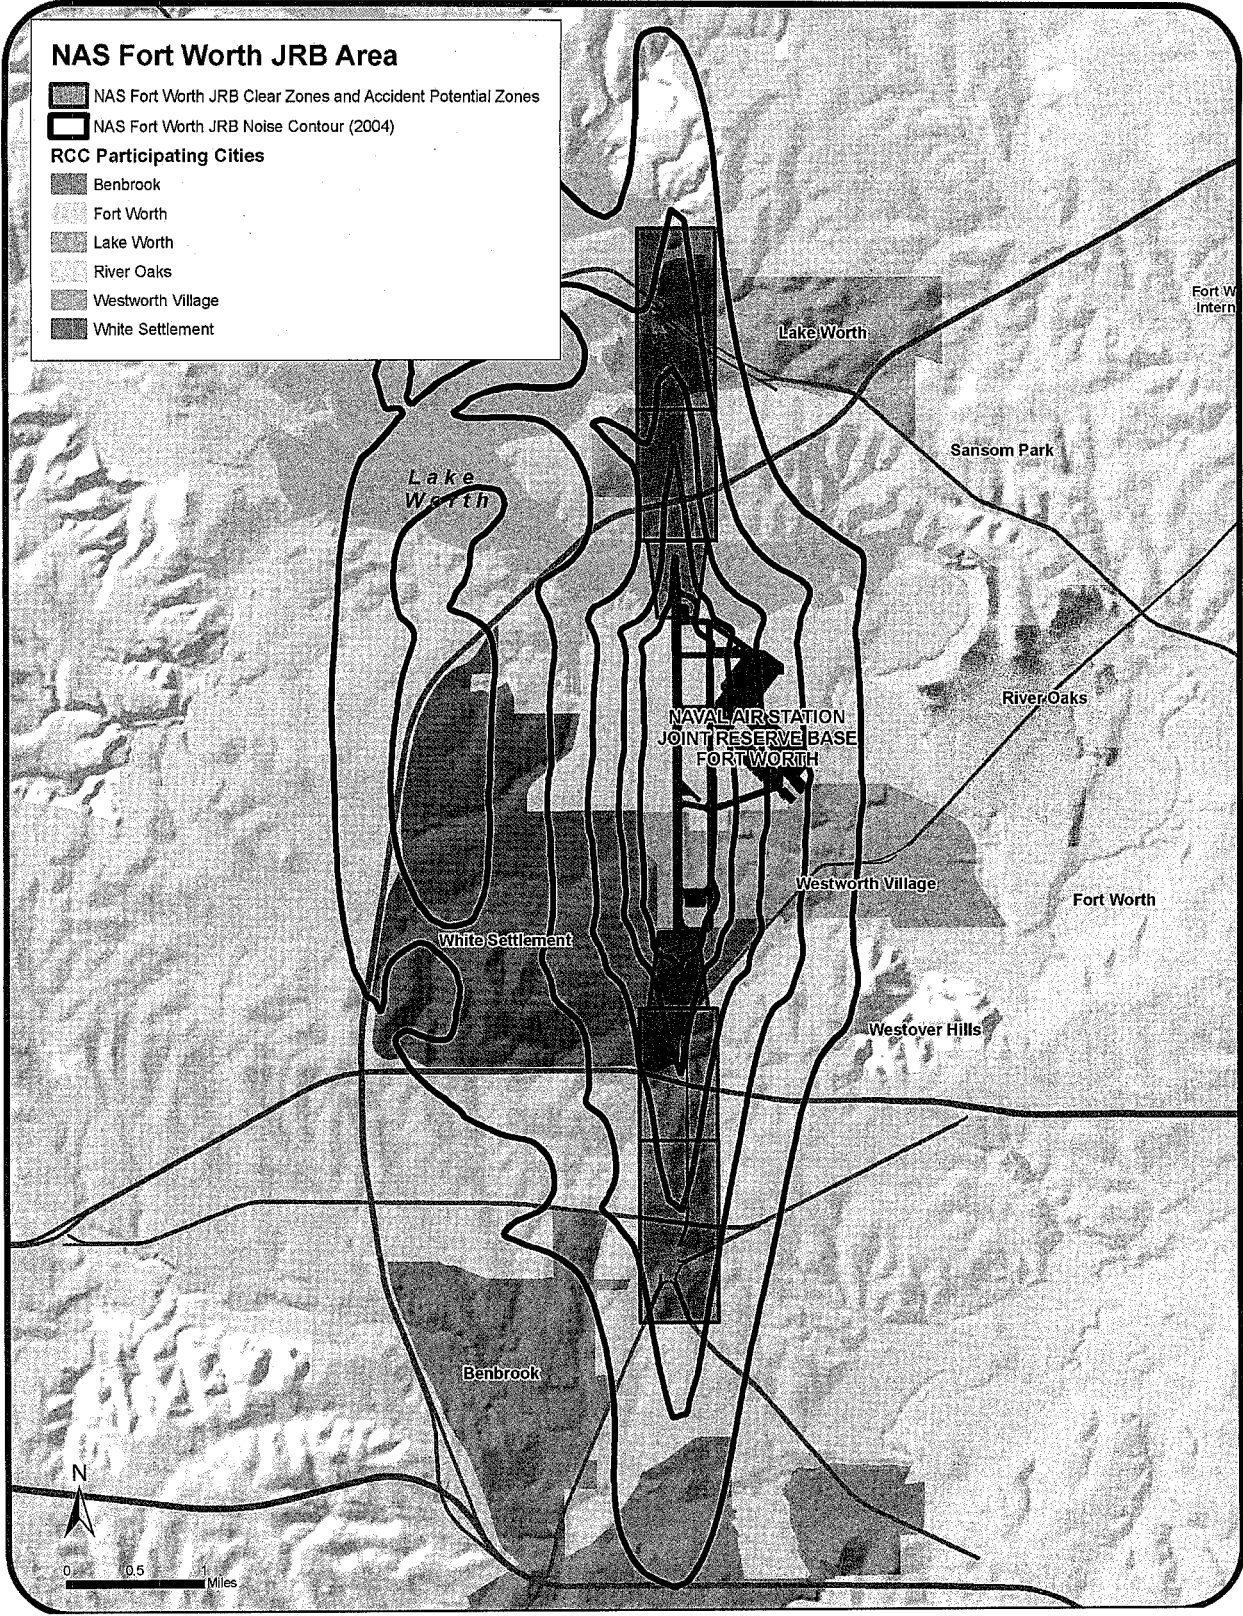 NAS Fort Worth JRB Area
NAS Fort Worth JRB Clear Zones and Accident Potential Zones
NAS Fort Worth JRB Noise Contour (2004)
RCC Participating Cities
Benbrook
Fort Worth
Lake Worth
River Oaks
Westworth Village
White Settlement
Fort W
Intern
Lake Worth
Sansom Park
Lake
Worth
River Oaks
NAVAL AIR STATION
JOINT RESERVE BASE
FORT WORTH
Westworth Village
Fort Worth
White Settlement
Westover Hills
Benbrook
N
0 0.5 1
Miles